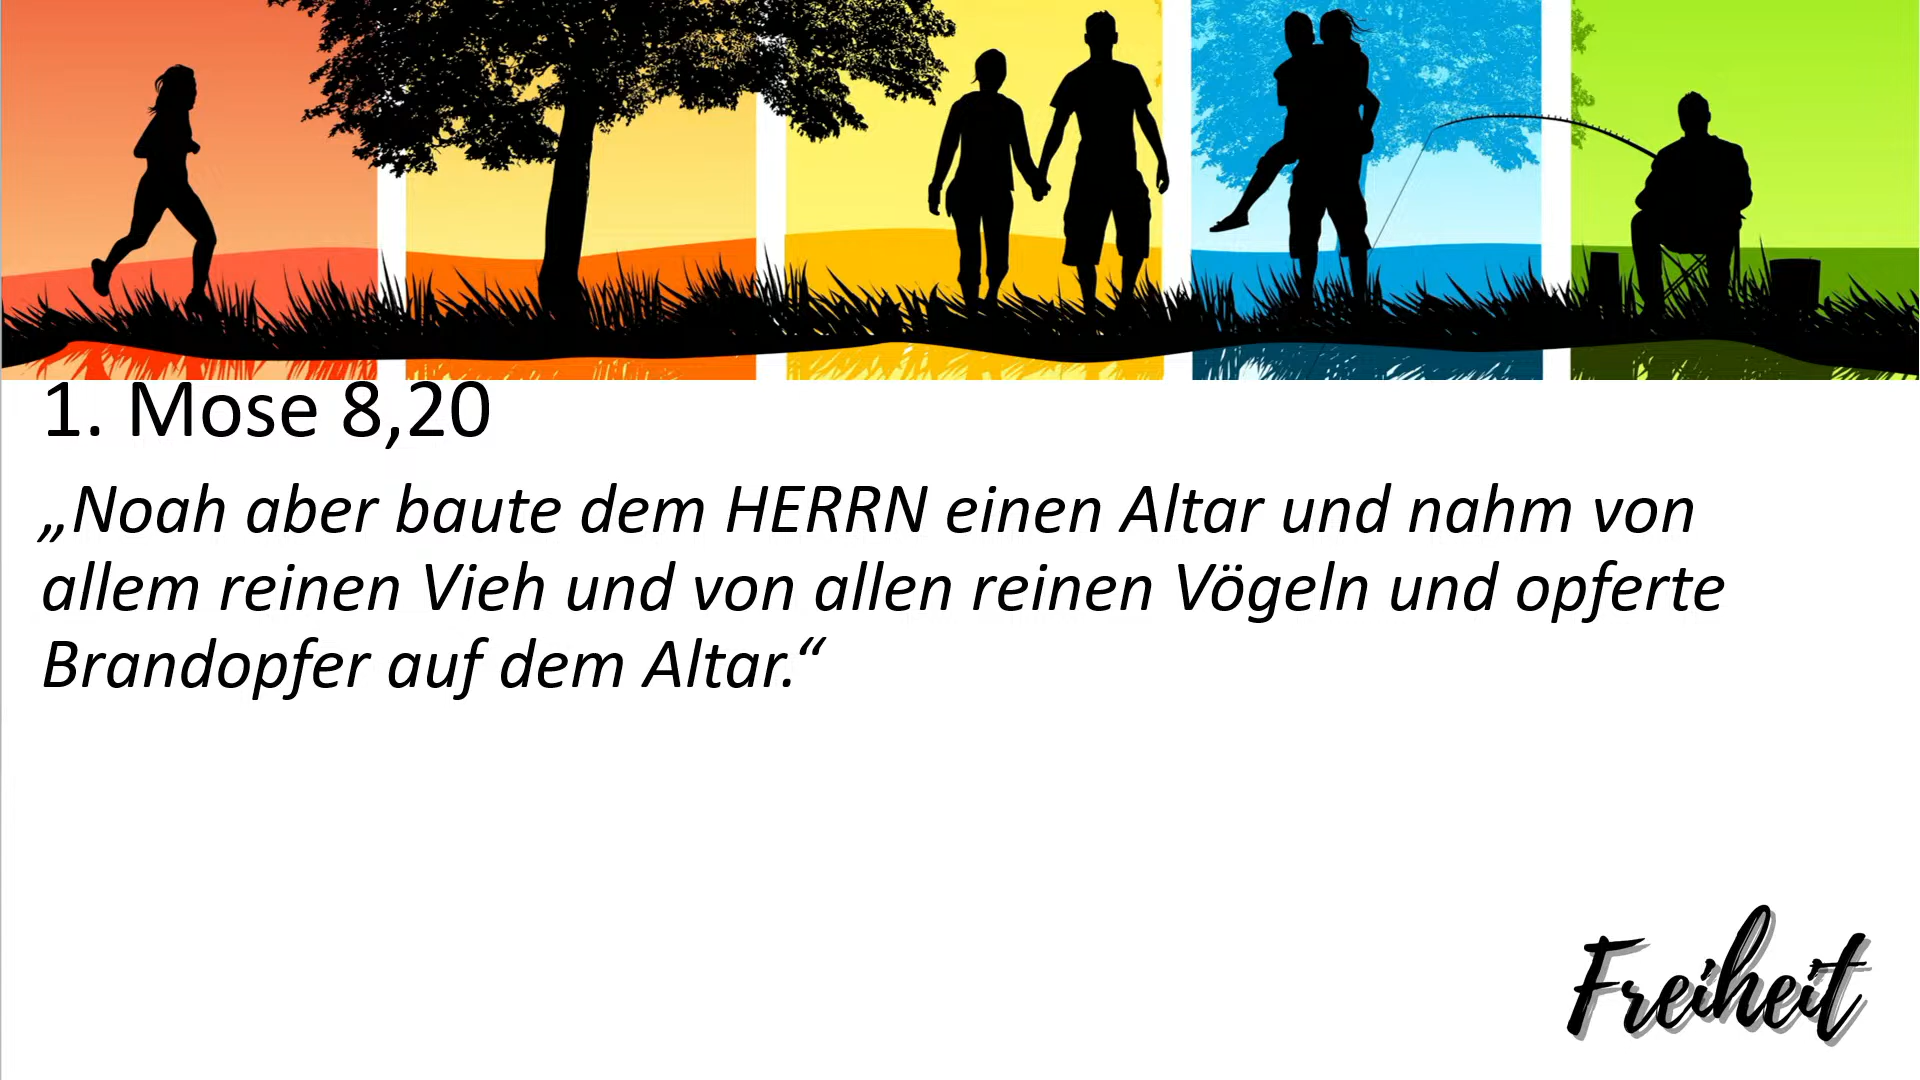 1. Mose 8,20
„Noah aber baute dem HERRN einen Altar und nahm von
allem reinen Vieh und von allen reinen Vögeln und opferte
Brandopfer auf dem Altar.“
Freiheit